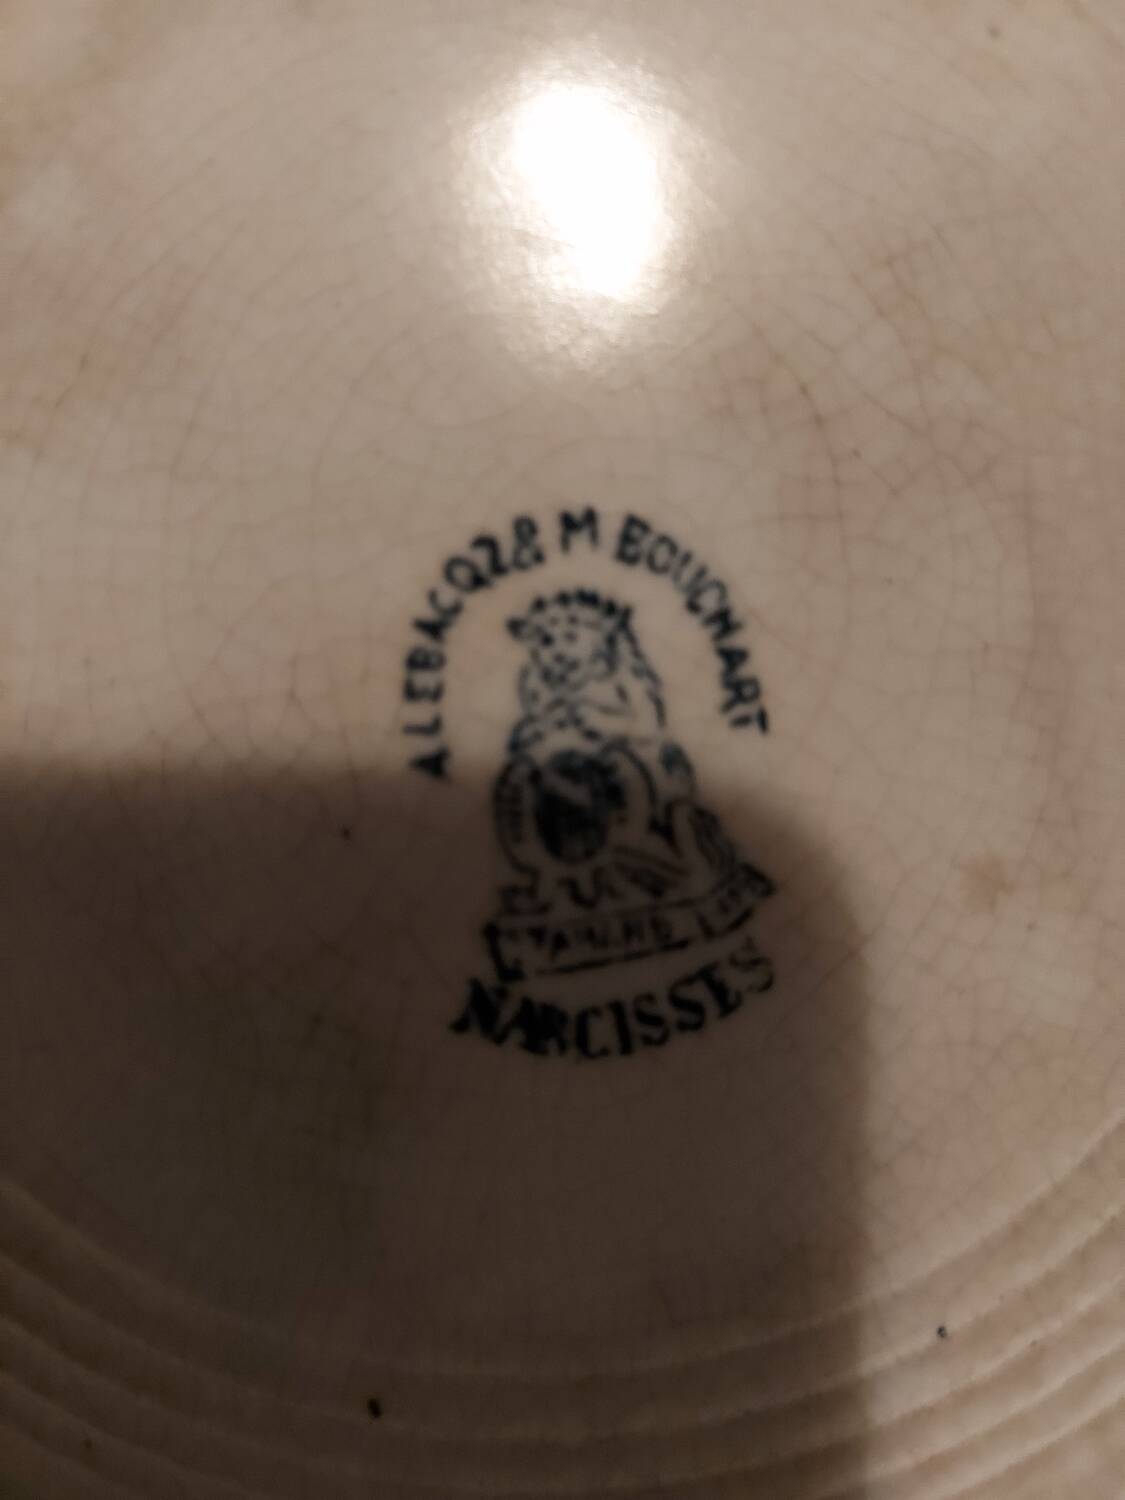 A LEBACQZ & M BOUCHART
NARCISSES